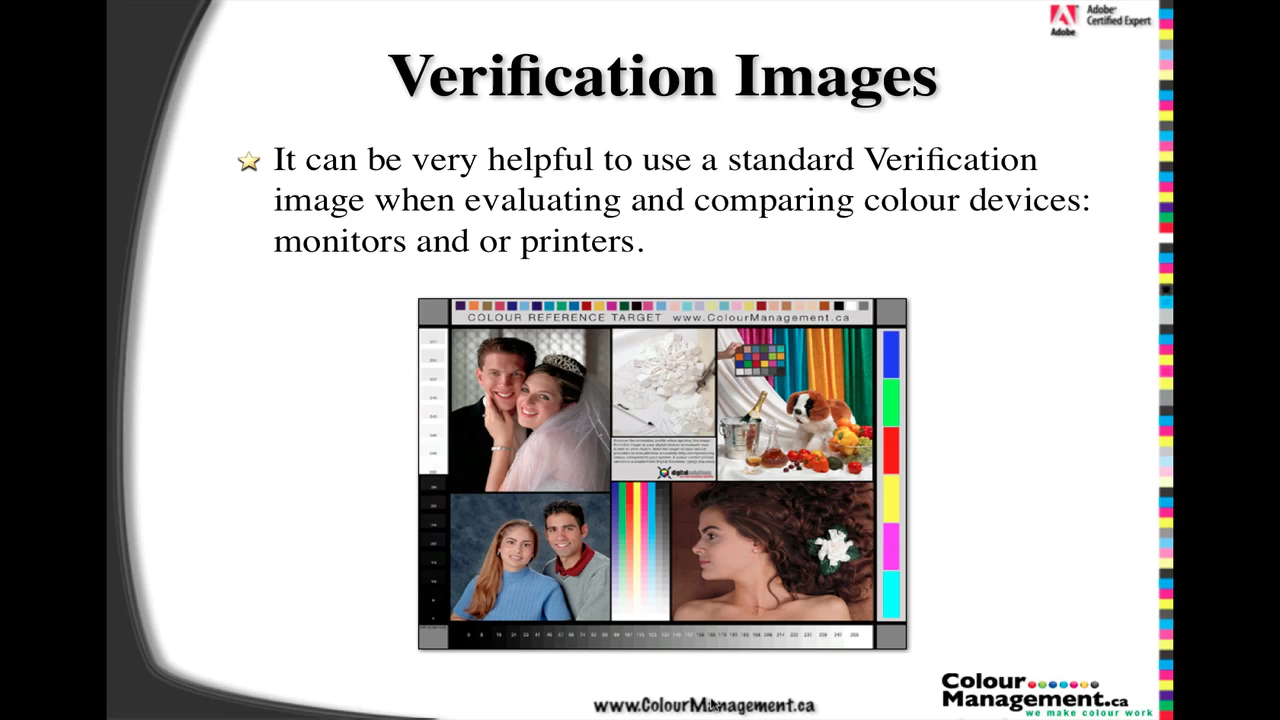 Adobe
Adobe®
Certified Expert
Verification Images
It can be very helpful to use a standard Verification
image when evaluating and comparing colour devices:
monitors and or printers.
COLOUR REFERENCE TARGET www.ColourManagement.ca
digitalsolutions
www.ColourManagement.ca
Colour
Management.ca
we make colour work